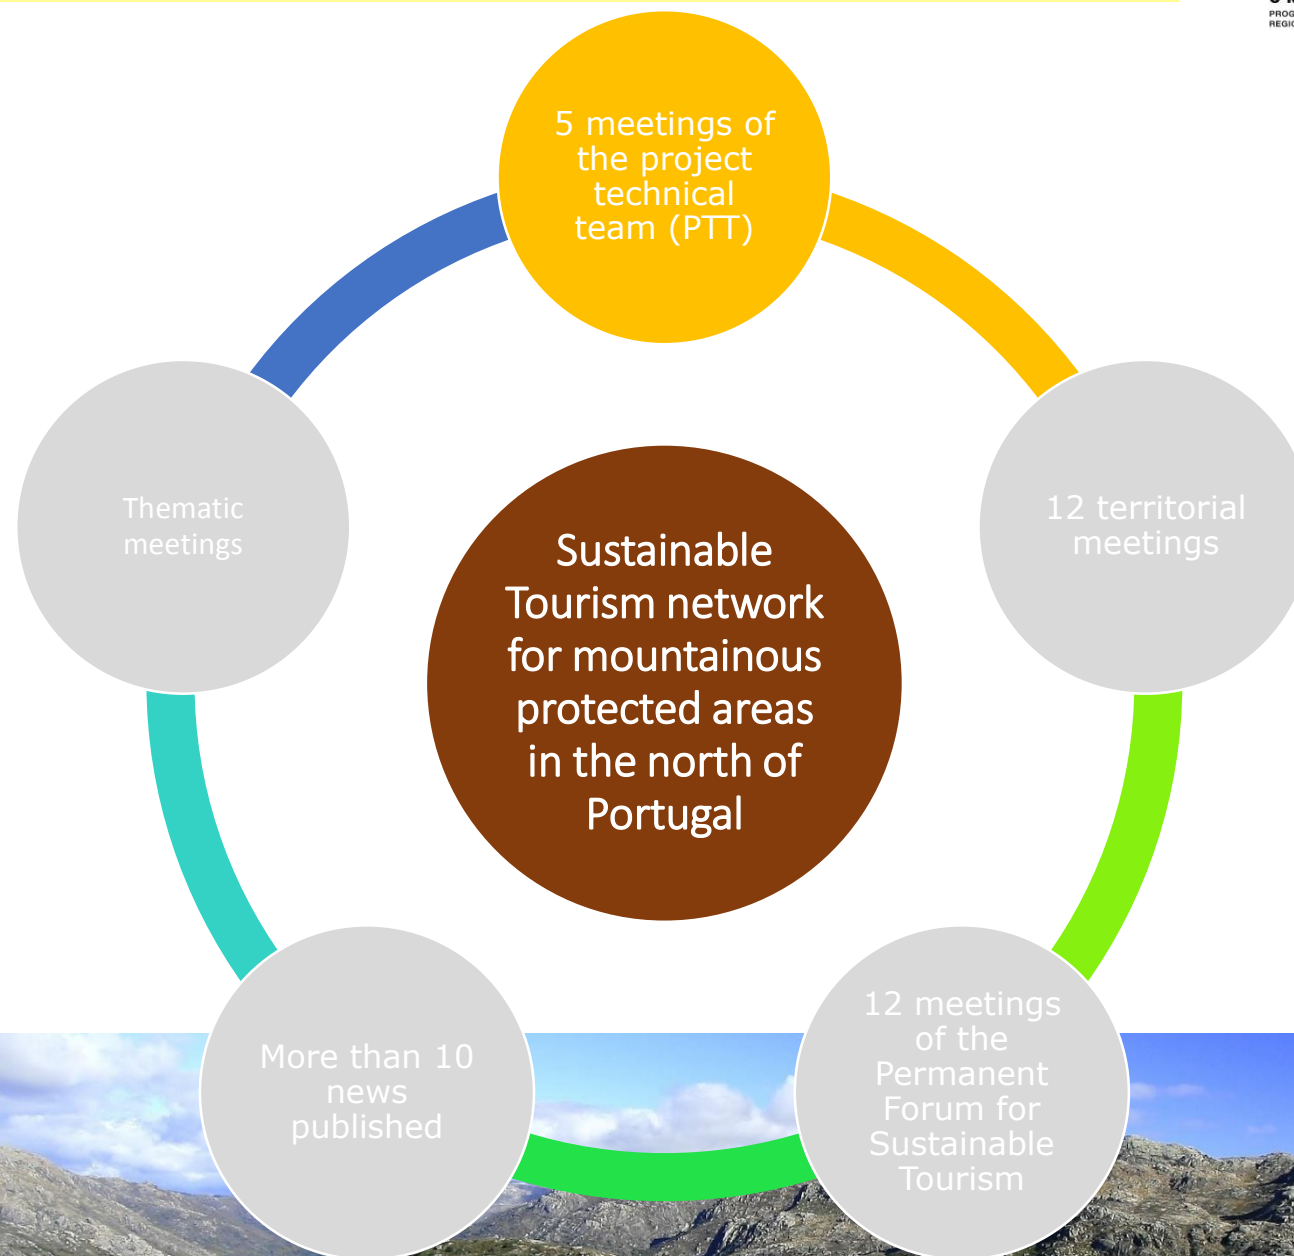 PROG
REGIO
5 meetings of
the project
technical
team (PTT)
12 territorial
meetings
Thematic
meetings
Sustainable
Tourism network
for mountainous
protected areas
in the north of
Portugal
12 meetings
of the
Permanent
Forum for
Sustainable
Tourism
More than 10
news
published